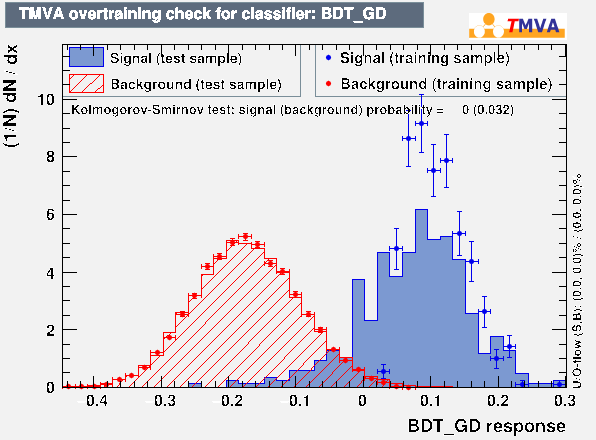 TMVA overtraining check for classifier: BDT_GD
TMVA
Signal (test sample)
Background (test sample)
Signal (training sample)
Background (training sample)
Kolmogorov-Smirnov test: signal (background) probability = 0 (0.032)
(1/N) dN / dx
10
8
6
4
2
0
-0.4 -0.3 -0.2 -0.1 0 0.1 0.2 0.3
BDT_GD response
U/O-flow (S,B): (0.0, 0.0)% / (0.0, 0.0)%